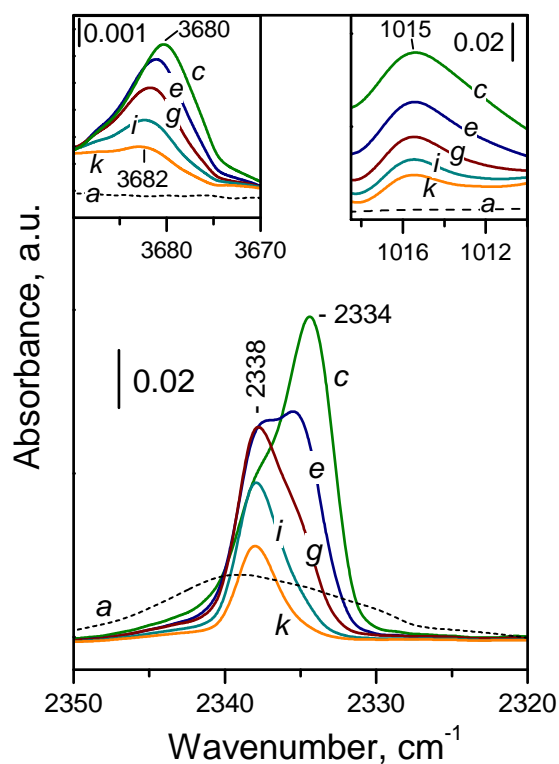 0.001
3680
c
e
g
i
k
3682
a
3680
3670
1015
0.02
c
e
g
i
k
a
1016
1012
Absorbance, a.u.
0.02
- 2338
- 2334
c
e
i
g
a
k
2350
2340
2330
2320
Wavenumber, cm⁻¹